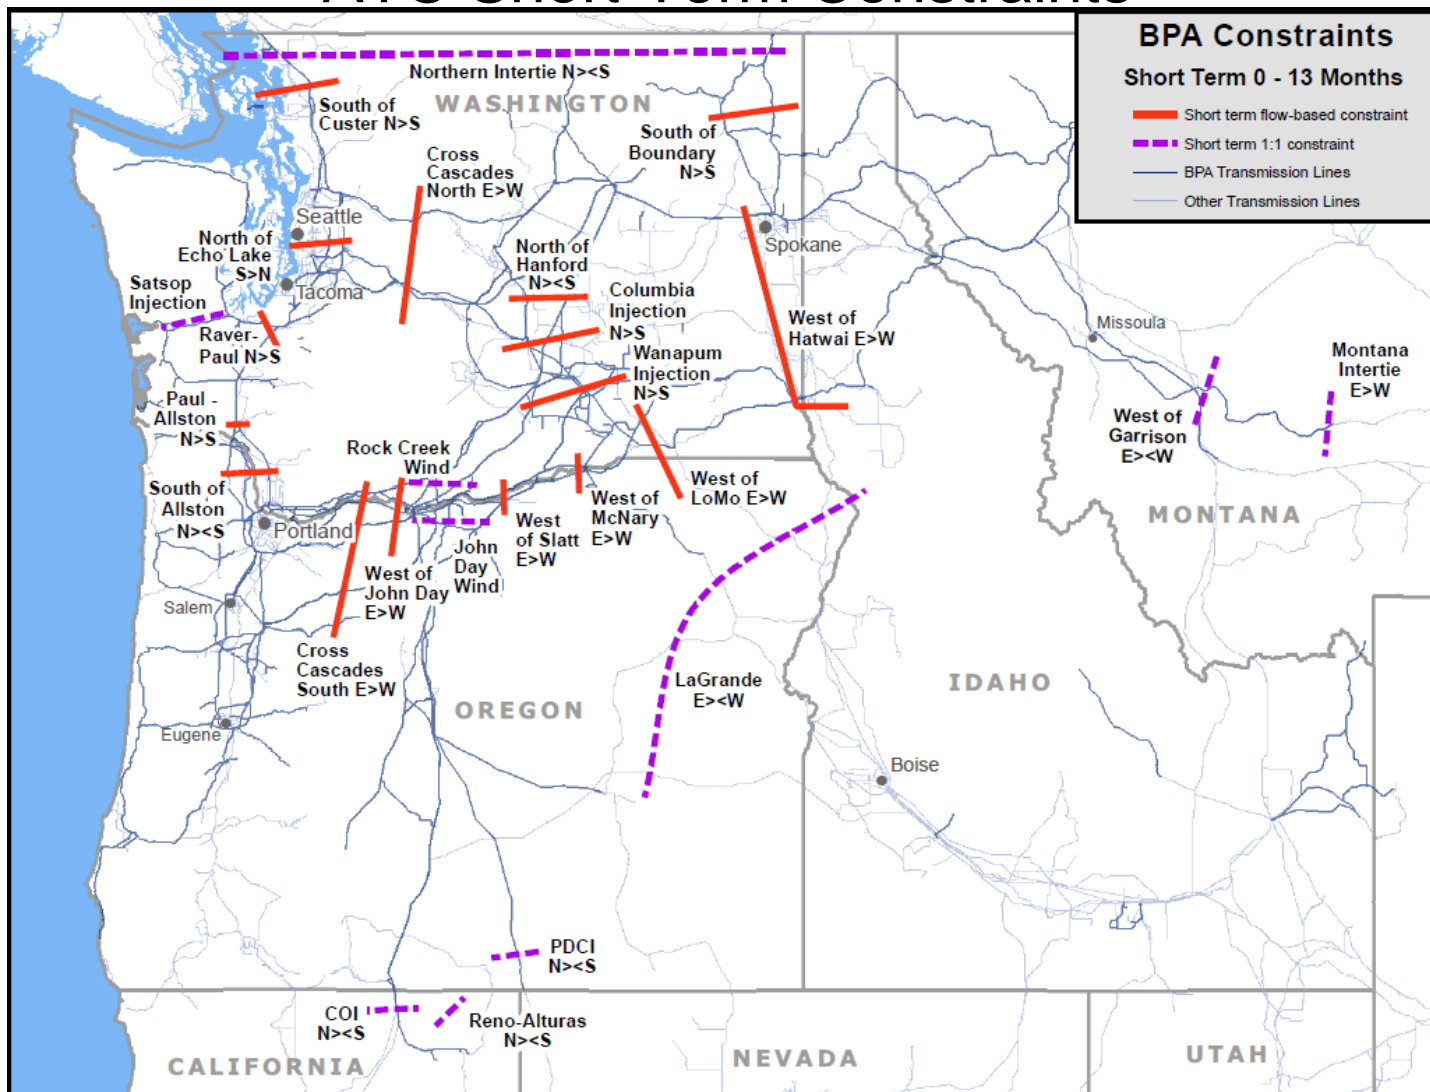 ATC Short Term Constraints
BPA Constraints
Short Term 0 - 13 Months
Short term flow-based constraint
Short term 1:1 constraint
BPA Transmission Lines
Other Transmission Lines
Northern Intertie N><S
WASHINGTON
South of
Custer N>S
South of
Boundary
N>S
Cross
Cascades
North E>W
Seattle
Spokane
North of
Echo Lake
S>N
North of
Hanford
N><S
Satsop
Injection
Tacoma
Columbia
Injection
N>S
Raver-
Paul N>S
West of
Hatwai E>W
Missoula
Wanapum
Injection
N>S
Montana
Intertie
E>W
Paul -
Allston
N>S
West of
Garrison
E><W
Rock Creek
Wind
South of
Allston
N><S
West of
LoMo E>W
West of
McNary
E>W
West
of Slatt
E>W
MONTANA
Portland
John
Day
Wind
West of
John Day
E>W
Salem
Cross
Cascades
South E>W
LaGrande
E><W
IDAHO
OREGON
Eugene
Boise
PDCI
N><S
COI
N><S
Reno-Alturas
N><S
CALIFORNIA
NEVADA
UTAH